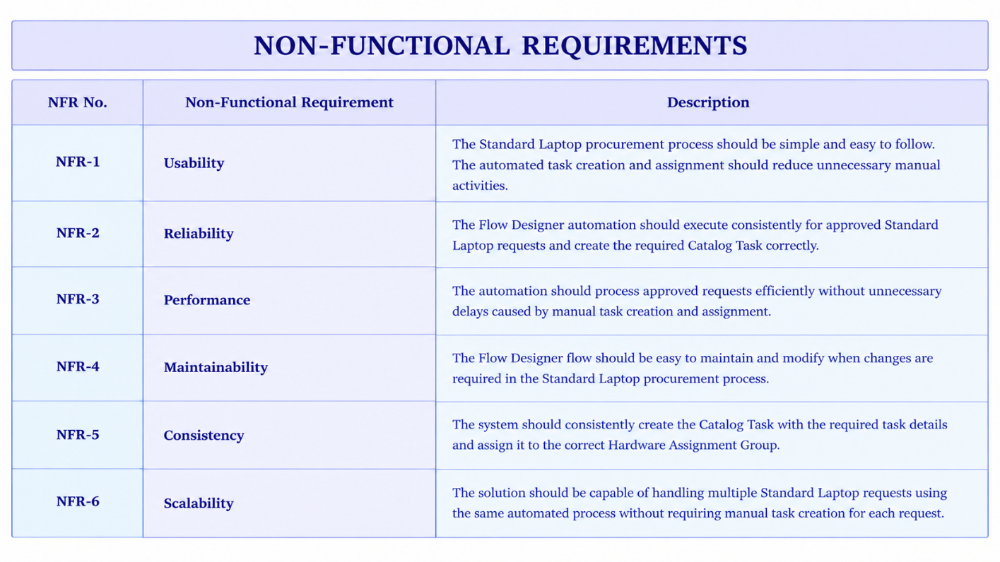 NON-FUNCTIONAL REQUIREMENTS
NFR No.
Non-Functional Requirement
Description
NFR-1
Usability
The Standard Laptop procurement process should be simple and easy to follow.
The automated task creation and assignment should reduce unnecessary manual
activities.
NFR-2
Reliability
The Flow Designer automation should execute consistently for approved Standard
Laptop requests and create the required Catalog Task correctly.
NFR-3
Performance
The automation should process approved requests efficiently without unnecessary
delays caused by manual task creation and assignment.
NFR-4
Maintainability
The Flow Designer flow should be easy to maintain and modify when changes are
required in the Standard Laptop procurement process.
NFR-5
Consistency
The system should consistently create the Catalog Task with the required task details
and assign it to the correct Hardware Assignment Group.
NFR-6
Scalability
The solution should be capable of handling multiple Standard Laptop requests using
the same automated process without requiring manual task creation for each request.